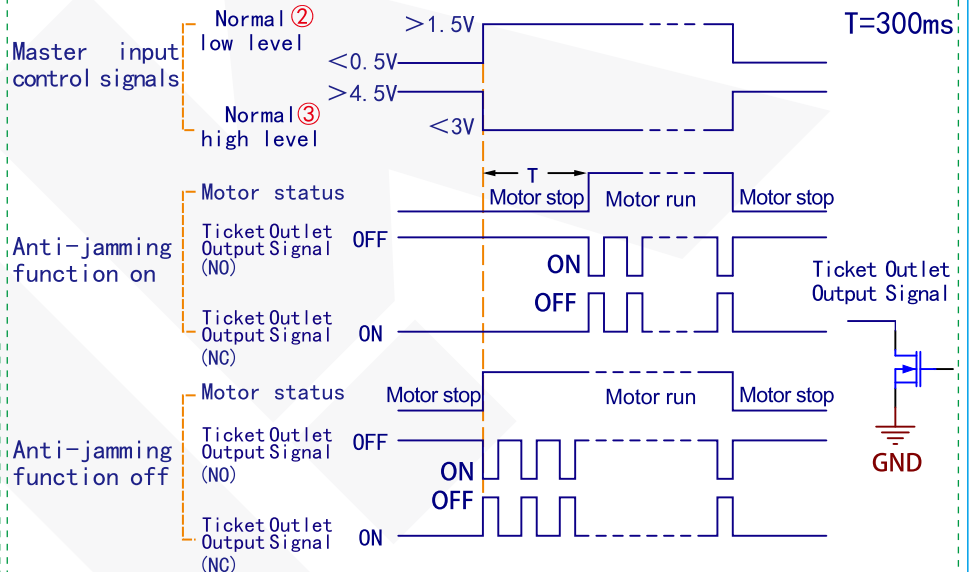 Normal② >1.5V T=300ms
Master input low level
control signals <0.5V
>4.5V
Normal③ <3V
high level
T
Motor status Motor stop Motor run Motor stop
Ticket Outlet OFF
Anti-jamming Output Signal
function on (NO) ON
Ticket Outlet
Output Signal
OFF
Ticket Outlet ON
Output Signal
(NC)
Motor status Motor stop Motor run Motor stop
Ticket Outlet OFF
Anti-jamming Output Signal
function off (NO) ON
GND
OFF
Ticket Outlet ON
Output Signal
(NC)